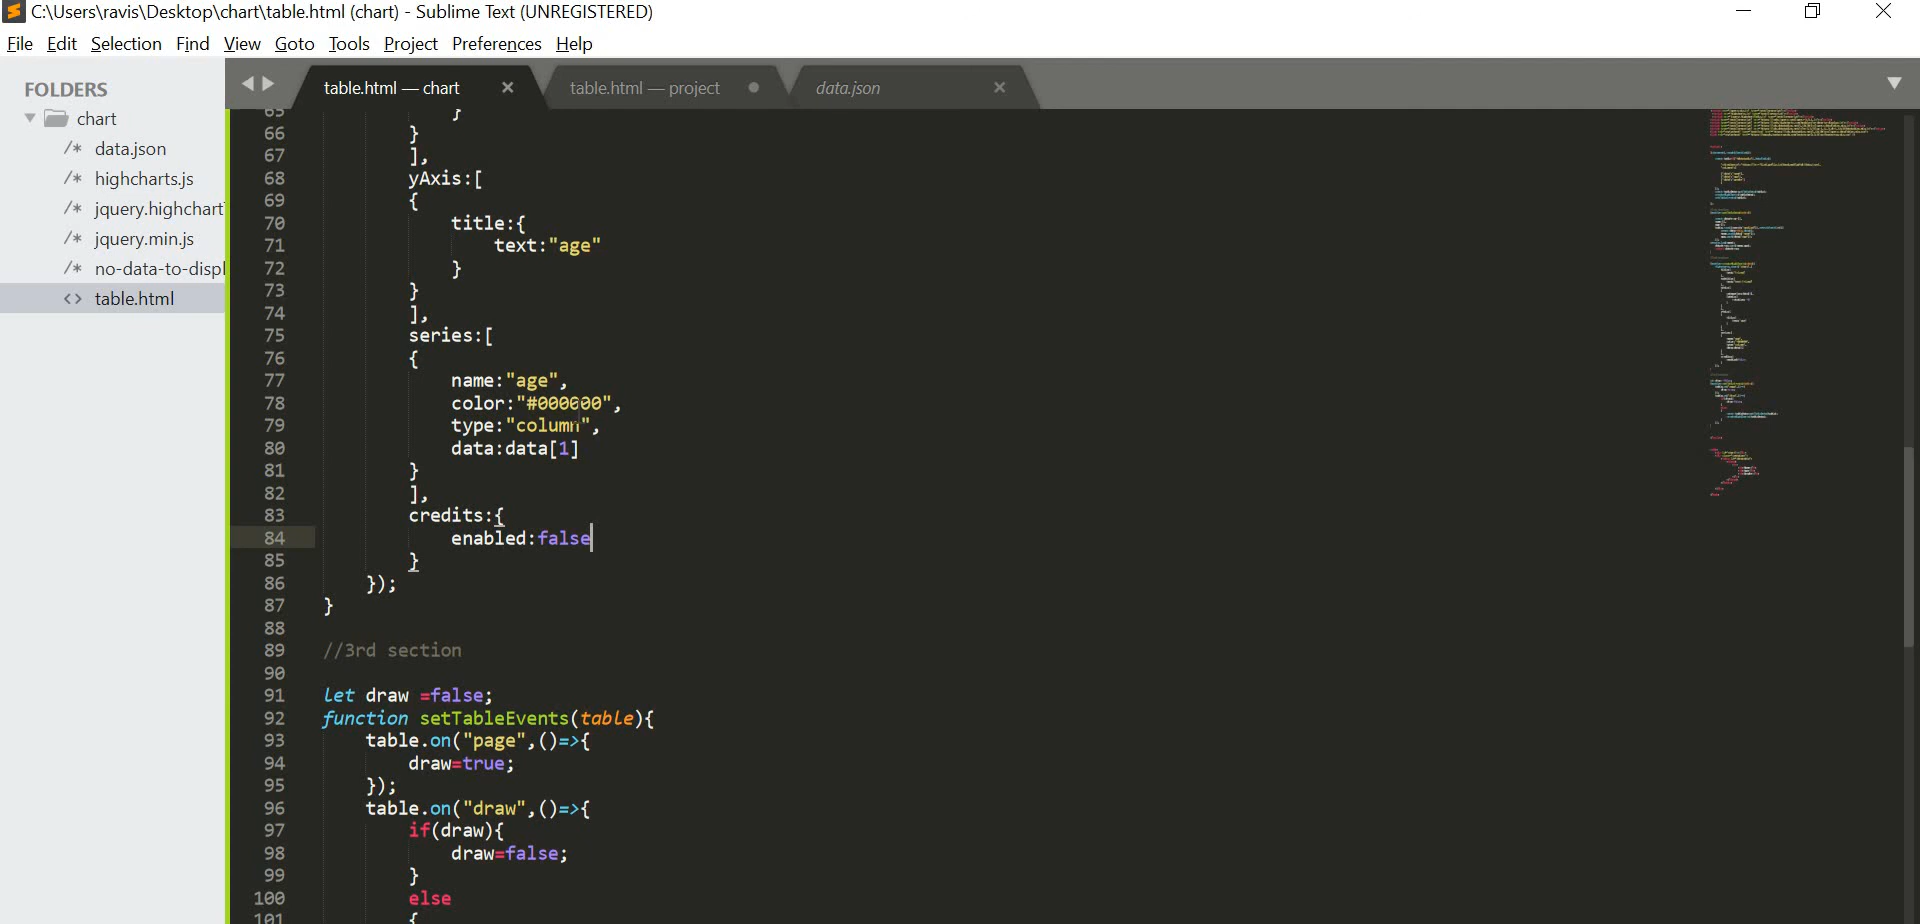 C:\Users\ravis\Desktop\chart\table.html (chart) - Sublime Text (UNREGISTERED)
File Edit Selection Find View Goto Tools Project Preferences Help
FOLDERS
chart
/* data.json
/* highcharts.js
/* jquery.highchart
/* jquery.min.js
/* no-data-to-displ
<> table.html
table.html — chart
table.html — project
data.json
65 }
66 }
67 ],
68 yAxis:[
69 {
70 title:{
71 text:"age"
72 }
73 }
74 ],
75 series:[
76 {
77 name:"age",
78 color:"#000000",
79 type:"column",
80 data:data[1]
81 }
82 ],
83 credits:{
84 enabled:false
85 }
86 });
87 }
88
89 //3rd section
90
91 let draw =false;
92 function setTableEvents(table){
93 table.on("page",()=>{
94 draw=true;
95 });
96 table.on("draw",()=>{
97 if(draw){
98 draw=false;
99 }
100 else
101 {